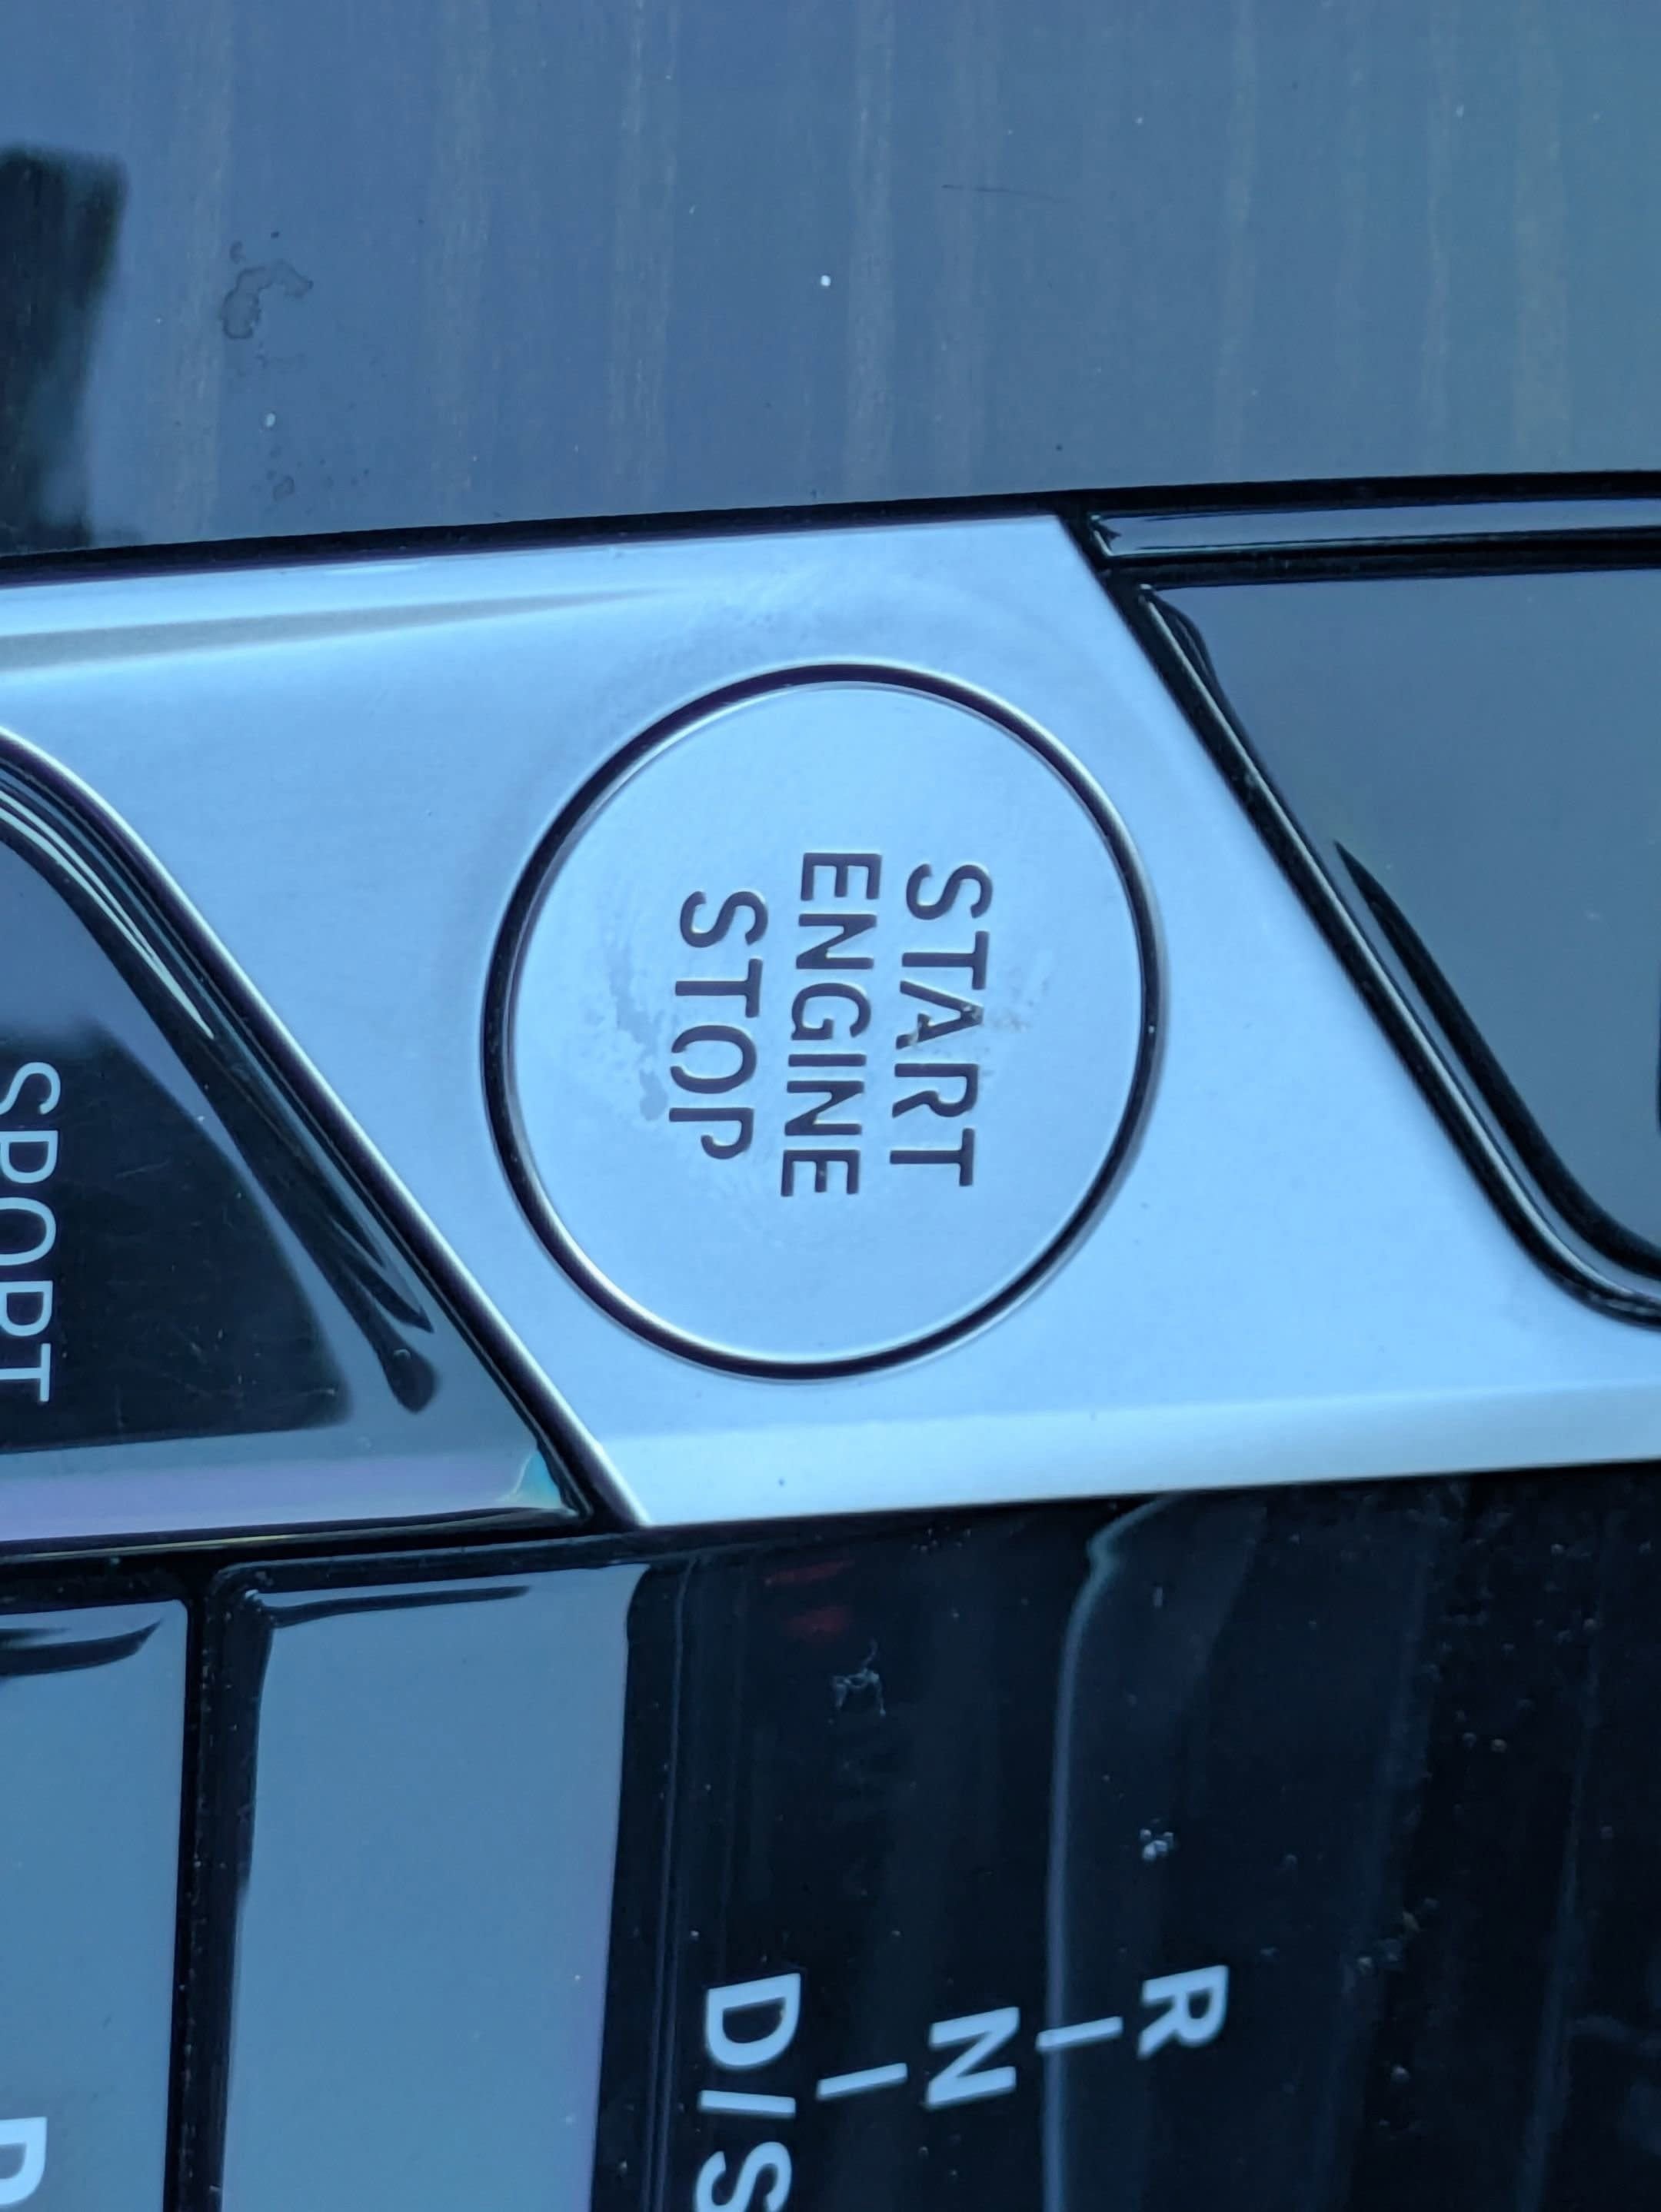 START
ENGINE
STOP
SPORT
R
N
D/S